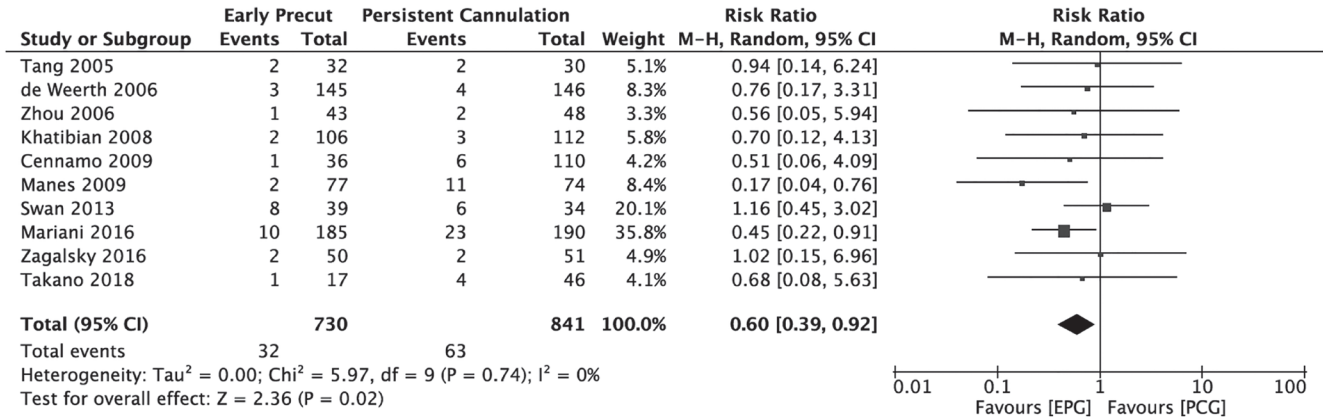 Early Precut Persistent Cannulation Risk Ratio Risk Ratio
Study or Subgroup Events Total Events Total Weight M-H, Random, 95% CI M-H, Random, 95% CI
Tang 2005 2 32 2 30 5.1% 0.94 [0.14, 6.24]
de Weerth 2006 3 145 4 146 8.3% 0.76 [0.17, 3.31]
Zhou 2006 1 43 2 48 3.3% 0.56 [0.05, 5.94]
Khatibian 2008 2 106 3 112 5.8% 0.70 [0.12, 4.13]
Cennamo 2009 1 36 6 110 4.2% 0.51 [0.06, 4.09]
Manes 2009 2 77 11 74 8.4% 0.17 [0.04, 0.76]
Swan 2013 8 39 6 34 20.1% 1.16 [0.45, 3.02]
Mariani 2016 10 185 23 190 35.8% 0.45 [0.22, 0.91]
Zagalsky 2016 2 50 2 51 4.9% 1.02 [0.15, 6.96]
Takano 2018 1 17 4 46 4.1% 0.68 [0.08, 5.63]
Total (95% CI) 730 841 100.0% 0.60 [0.39, 0.92]
Total events 32 63
Heterogeneity: Tau² = 0.00; Chi² = 5.97, df = 9 (P = 0.74); I² = 0%
Test for overall effect: Z = 2.36 (P = 0.02)
0.01 0.1 1 10 100
Favours [EPG] Favours [PCG]